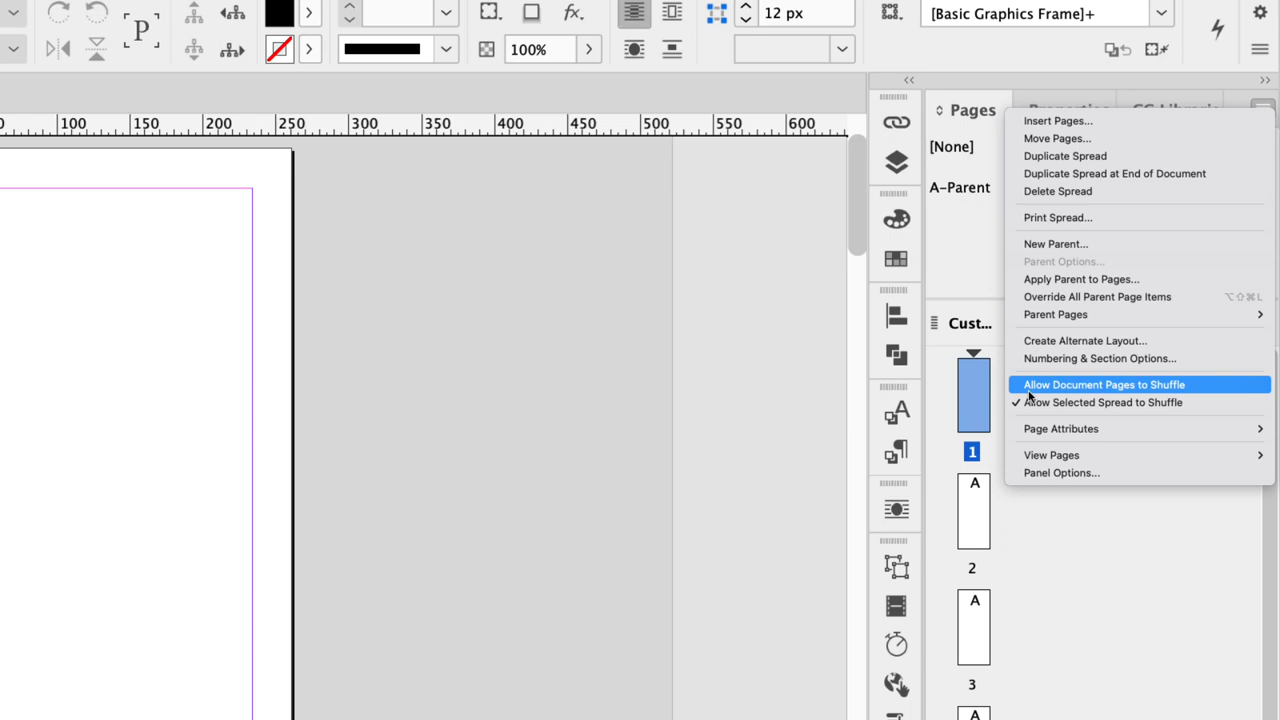 12 px
[Basic Graphics Frame]+
P
fx.
100%
0
100
150
200
250
300
350
400
450
500
550
600
Pages
[None]
A-Parent
Insert Pages...
Move Pages...
Duplicate Spread
Duplicate Spread at End of Document
Delete Spread
Print Spread...
New Parent...
Parent Options...
Apply Parent to Pages...
Override All Parent Page Items ⌥⇧⌘L
Parent Pages
Create Alternate Layout...
Numbering & Section Options...
Allow Document Pages to Shuffle
✓ Allow Selected Spread to Shuffle
Page Attributes
View Pages
Panel Options...
Cust...
1
A
2
A
3
A